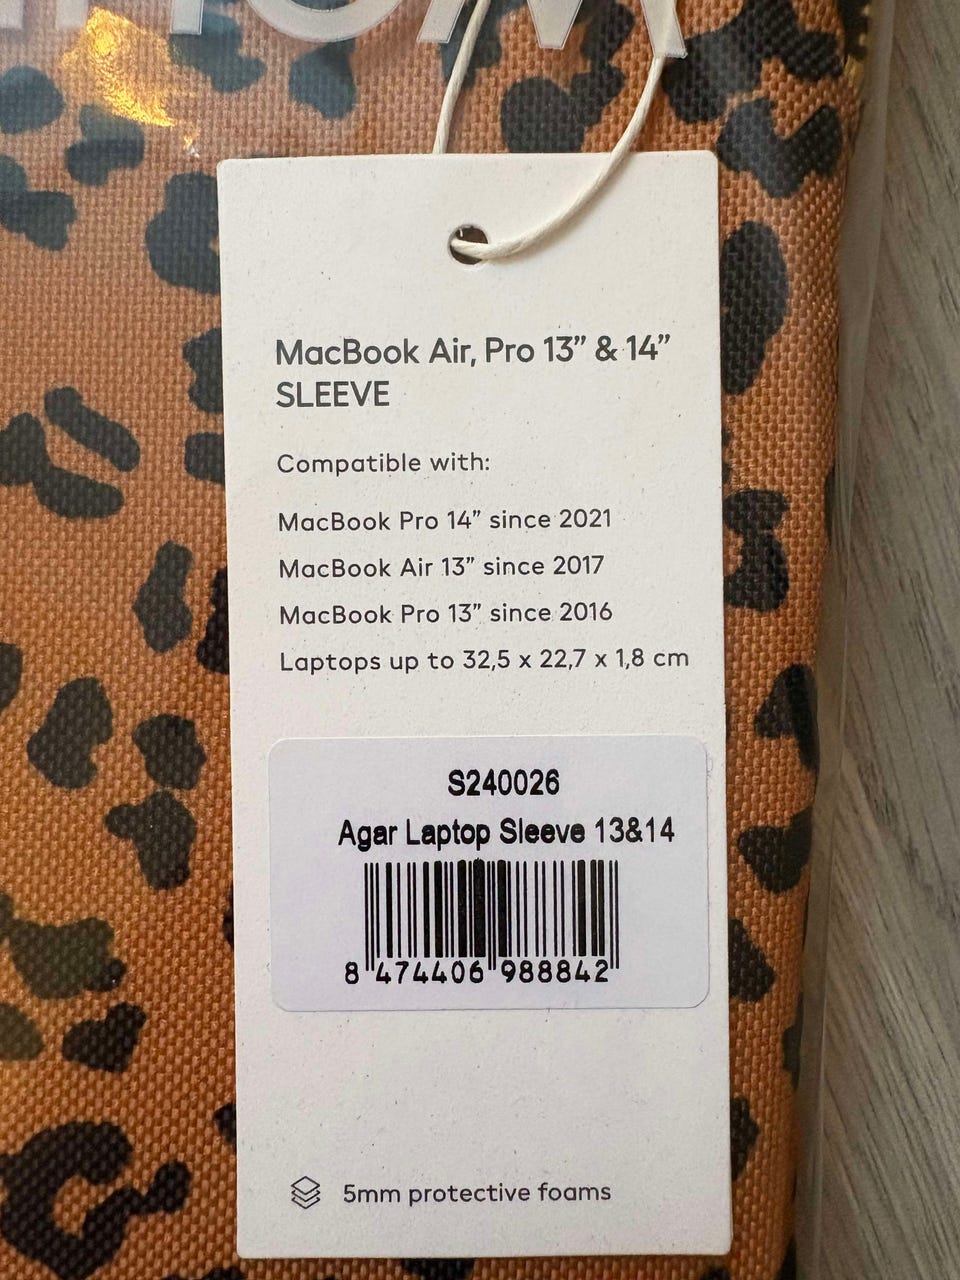 MacBook Air, Pro 13” & 14”
SLEEVE
Compatible with:
MacBook Pro 14” since 2021
MacBook Air 13” since 2017
MacBook Pro 13” since 2016
Laptops up to 32,5 x 22,7 x 1,8 cm
S240026
Agar Laptop Sleeve 13&14
8 474406 988842
5mm protective foams